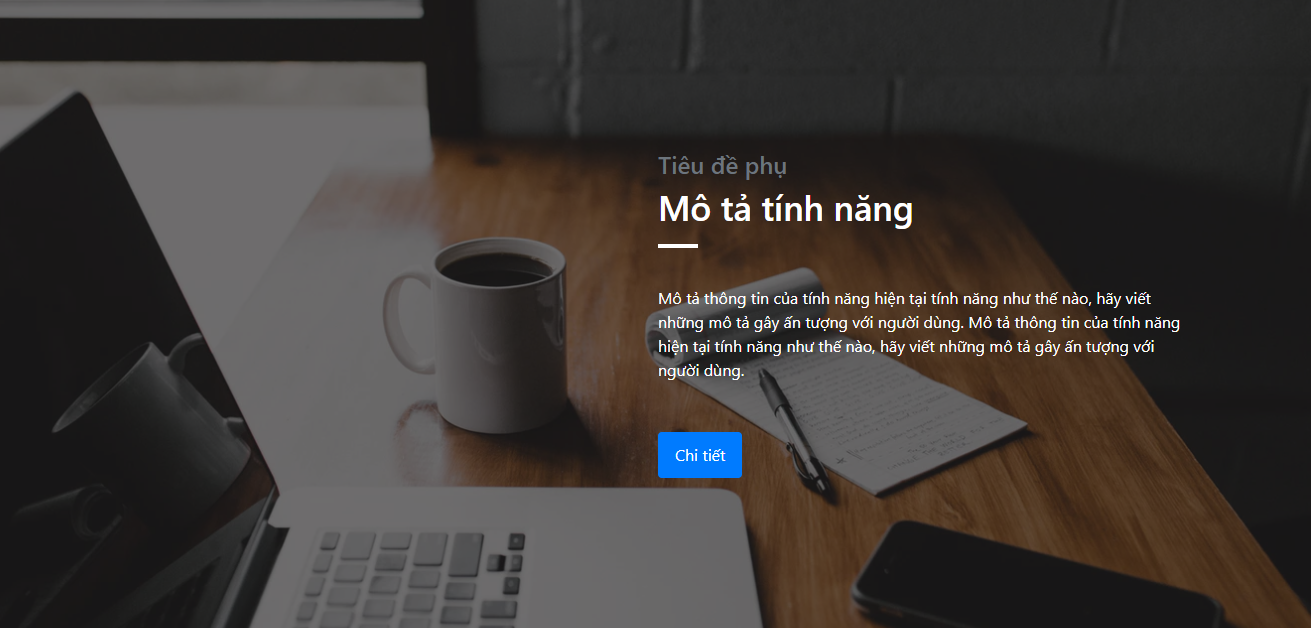 Tiêu đề phụ
Mô tả tính năng
Mô tả thông tin của tính năng hiện tại tính năng như thế nào, hãy viết
những mô tả gây ấn tượng với người dùng. Mô tả thông tin của tính năng
hiện tại tính năng như thế nào, hãy viết những mô tả gây ấn tượng với
người dùng.
Chi tiết